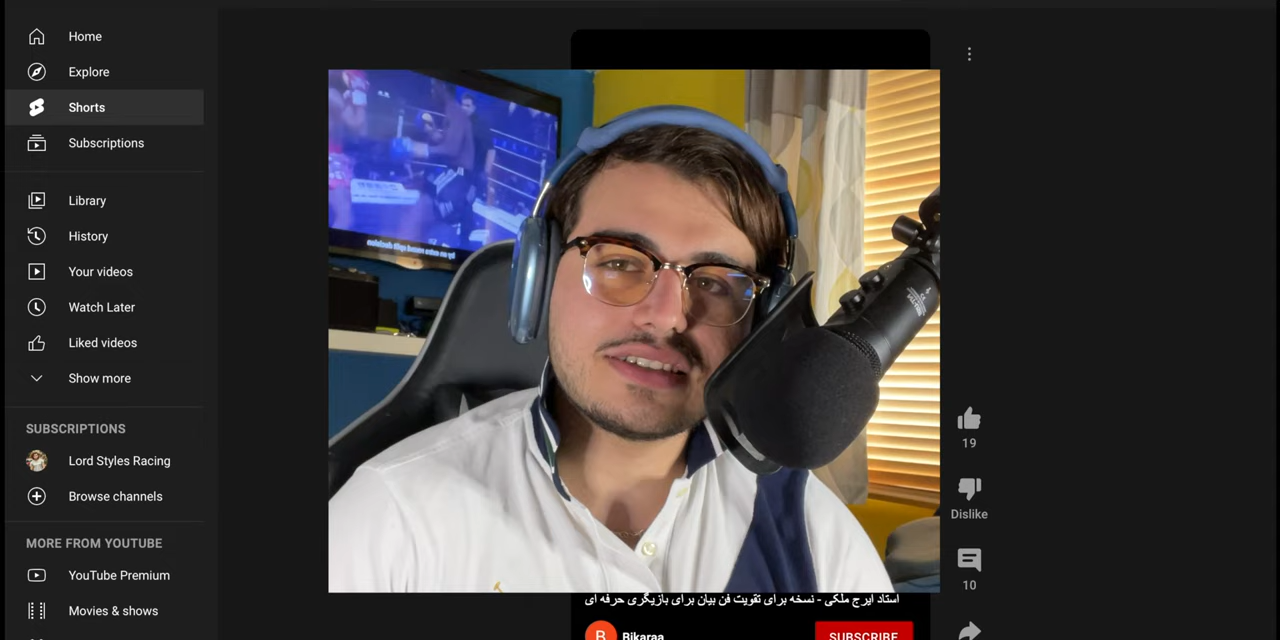 Home
Explore
Shorts
Subscriptions
Library
History
Your videos
Watch Later
Liked videos
Show more
SUBSCRIPTIONS
Lord Styles Racing
Browse channels
MORE FROM YOUTUBE
YouTube Premium
Movies & shows
19
Dislike
10
استاد ایرج ملکی - نسخه برای تقویت فن بیان برای بازیگری حرفه ای
B
Bikaraa
SUBSCRIBE